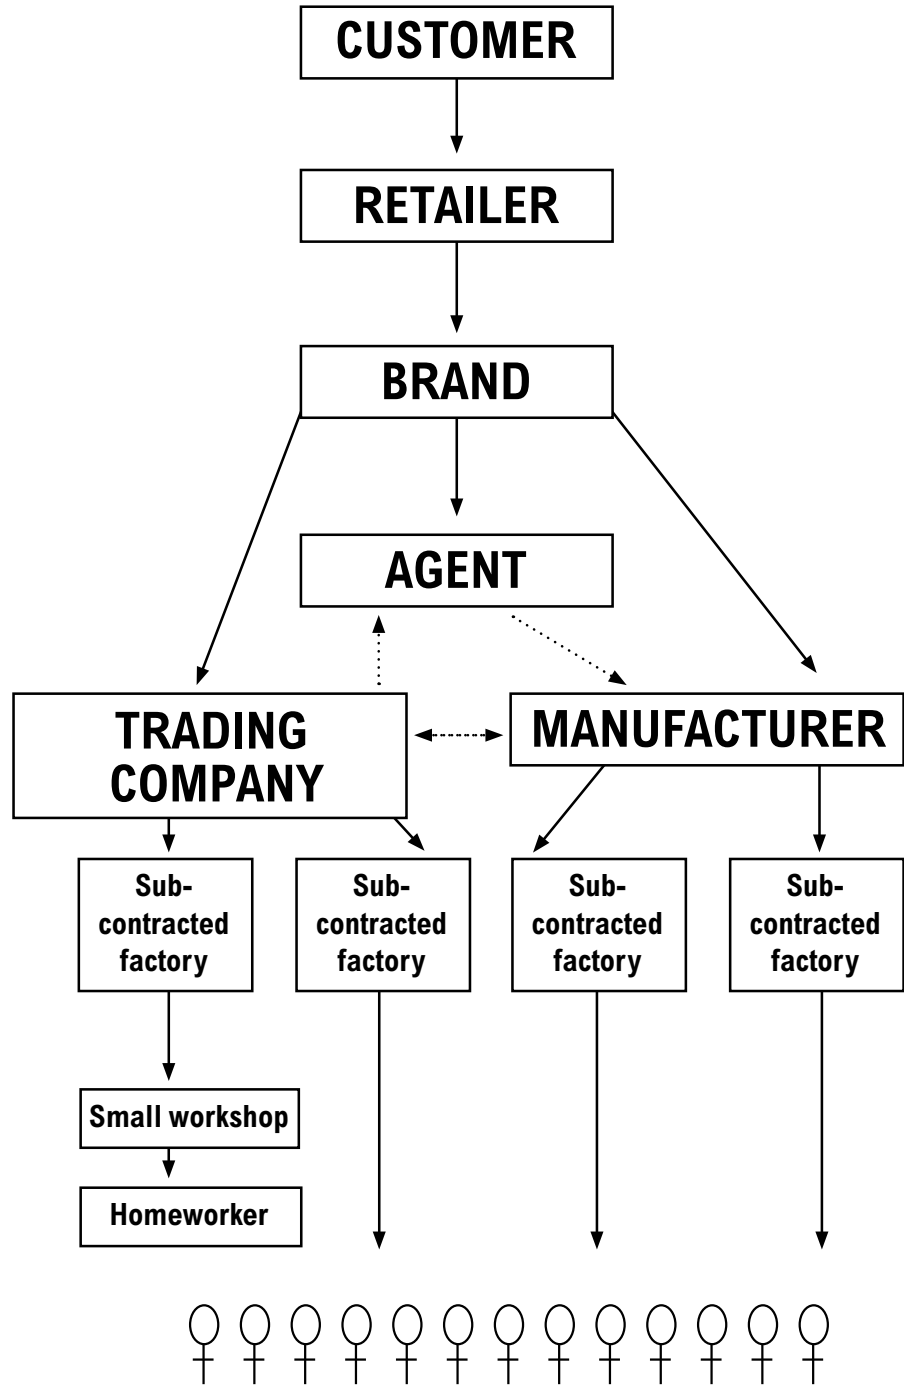 CUSTOMER
RETAILER
BRAND
AGENT
TRADING
COMPANY
MANUFACTURER
Sub-
contracted
factory
Sub-
contracted
factory
Sub-
contracted
factory
Sub-
contracted
factory
Small workshop
Homeworker